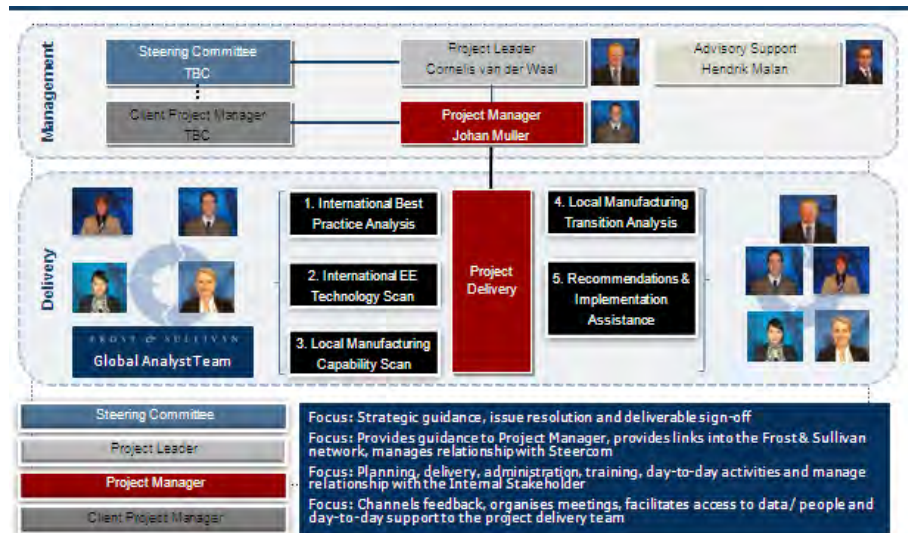 Management
Steering Committee
TBC
Project Leader
Cornelis van der Waal
Advisory Support
Hendrik Malan
Client Project Manager
TBC
Project Manager
Johan Muller
Delivery
1. International Best
Practice Analysis
2. International EE
Technology Scan
3. Local Manufacturing
Capability Scan
Project
Delivery
4. Local Manufacturing
Transition Analysis
5. Recommendations &
Implementation
Assistance
FROST & SULLIVAN
Global Analyst Team
Steering Committee
Focus: Strategic guidance, issue resolution and deliverable sign-off
Project Leader
Focus: Provides guidance to Project Manager, provides links into the Frost & Sullivan
network, manages relationship with Steercom
Project Manager
Focus: Planning, delivery, administration, training, day-to-day activities and manage
relationship with the Internal Stakeholder
Client Project Manager
Focus: Channels feedback, organises meetings, facilitates access to data/ people and
day-to-day support to the project delivery team